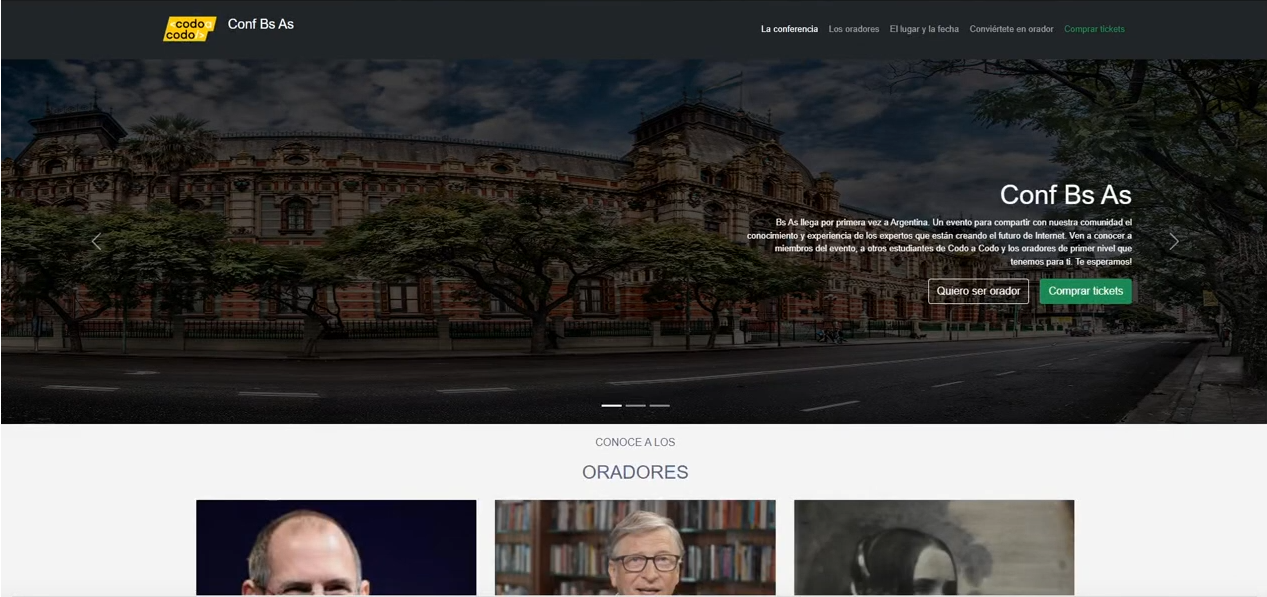 <codo a
codo/>
Conf Bs As
La conferencia
Los oradores
El lugar y la fecha
Conviértete en orador
Comprar tickets
Conf Bs As
Bs As llega por primera vez a Argentina. Un evento para compartir con nuestra comunidad el
conocimiento y experiencia de los expertos que están creando el futuro de Internet. Ven a conocer a
miembros del evento, a otros estudiantes de Codo a Codo y los oradores de primer nivel que
tenemos para ti. Te esperamos!
Quiero ser orador
Comprar tickets
CONOCE A LOS
ORADORES